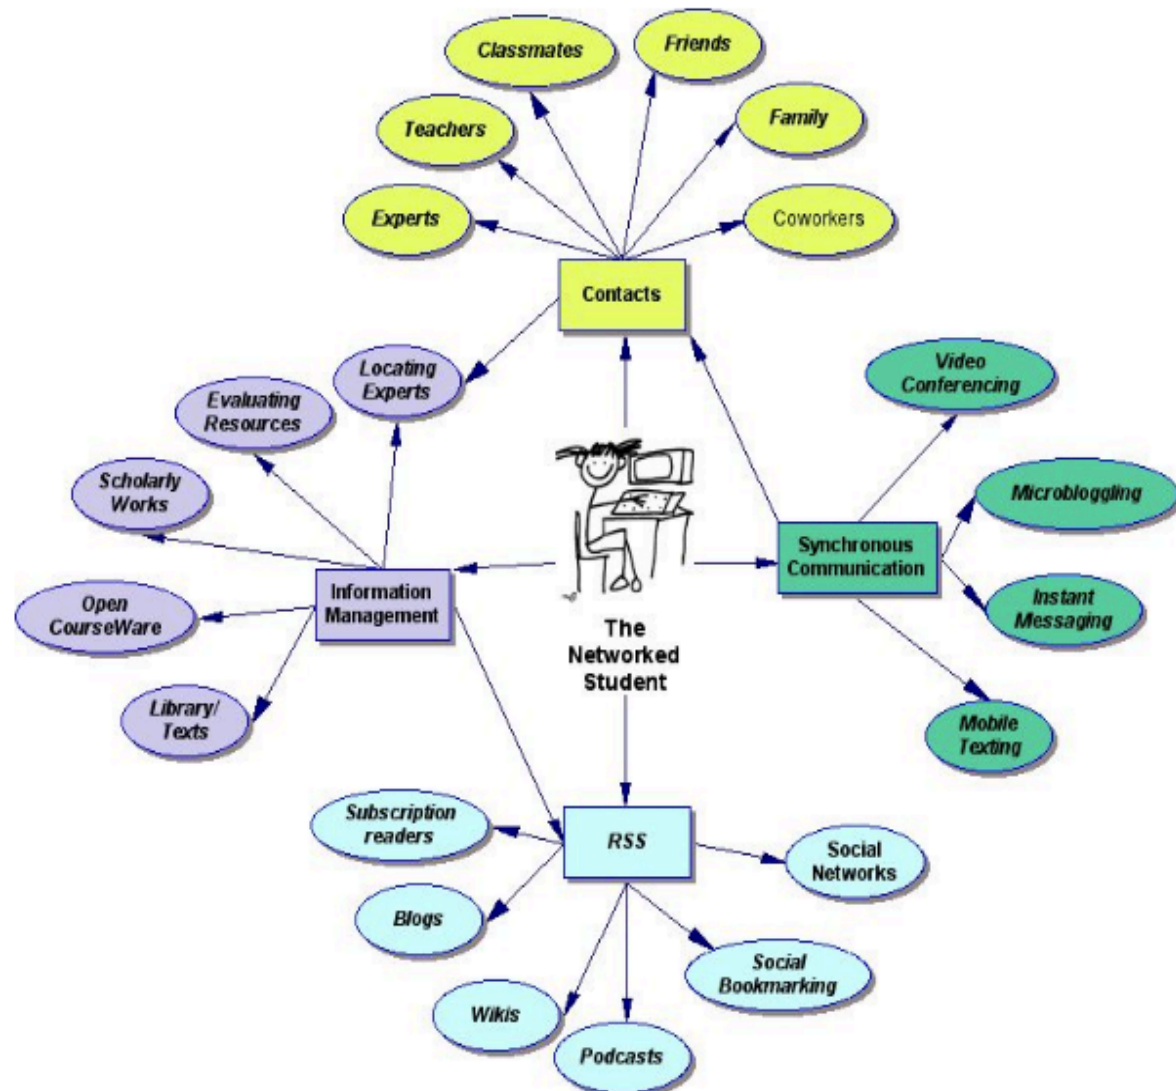 Classmates
Friends
Teachers
Family
Experts
Coworkers
Contacts
Locating
Experts
Evaluating
Resources
Scholarly
Works
Open
CourseWare
Library/
Texts
Information
Management
Video
Conferencing
Microbloggling
Synchronous
Communication
Instant
Messaging
Mobile
Texting
The
Networked
Student
Subscription
readers
RSS
Social
Networks
Blogs
Social
Bookmarking
Wikis
Podcasts